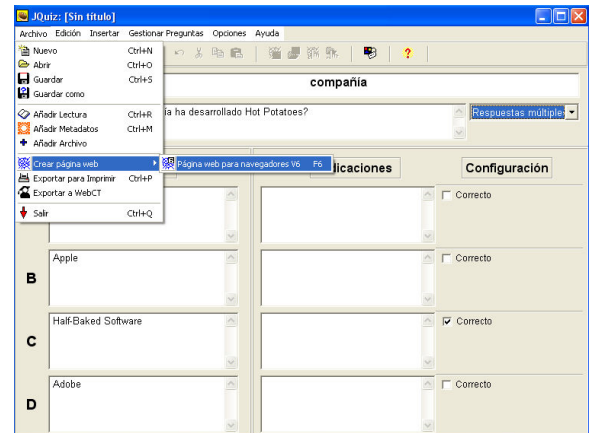 JQuiz: [Sin título]
Archivo Edición Insertar Gestionar Preguntas Opciones Ayuda
Nuevo Ctrl+N
Abrir Ctrl+O
Guardar Ctrl+S
Guardar como
Añadir Lectura Ctrl+R
Añadir Metadatos Ctrl+M
Añadir Archivo
Crear página web
Página web para navegadores V6 F6
Exportar para Imprimir Ctrl+P
Exportar a WebCT
Salir Ctrl+Q
compañía
ía ha desarrollado Hot Potatoes?
Respuestas múltiple
icaciones Configuración
Correcto
B Apple Correcto
C Half-Baked Software Correcto
D Adobe Correcto